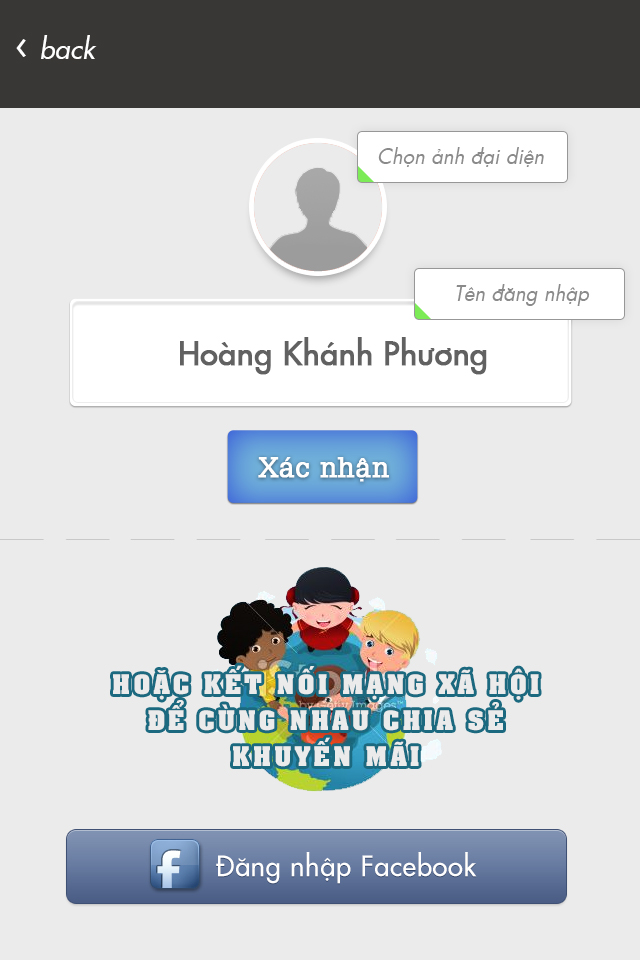 back
Chọn ảnh đại diện
Tên đăng nhập
Hoàng Khánh Phương
Xác nhận
HOẶC KẾT NỐI MẠNG XÃ HỘI
ĐỂ CÙNG NHAU CHIA SẺ
KHUYẾN MÃI
f Đăng nhập Facebook